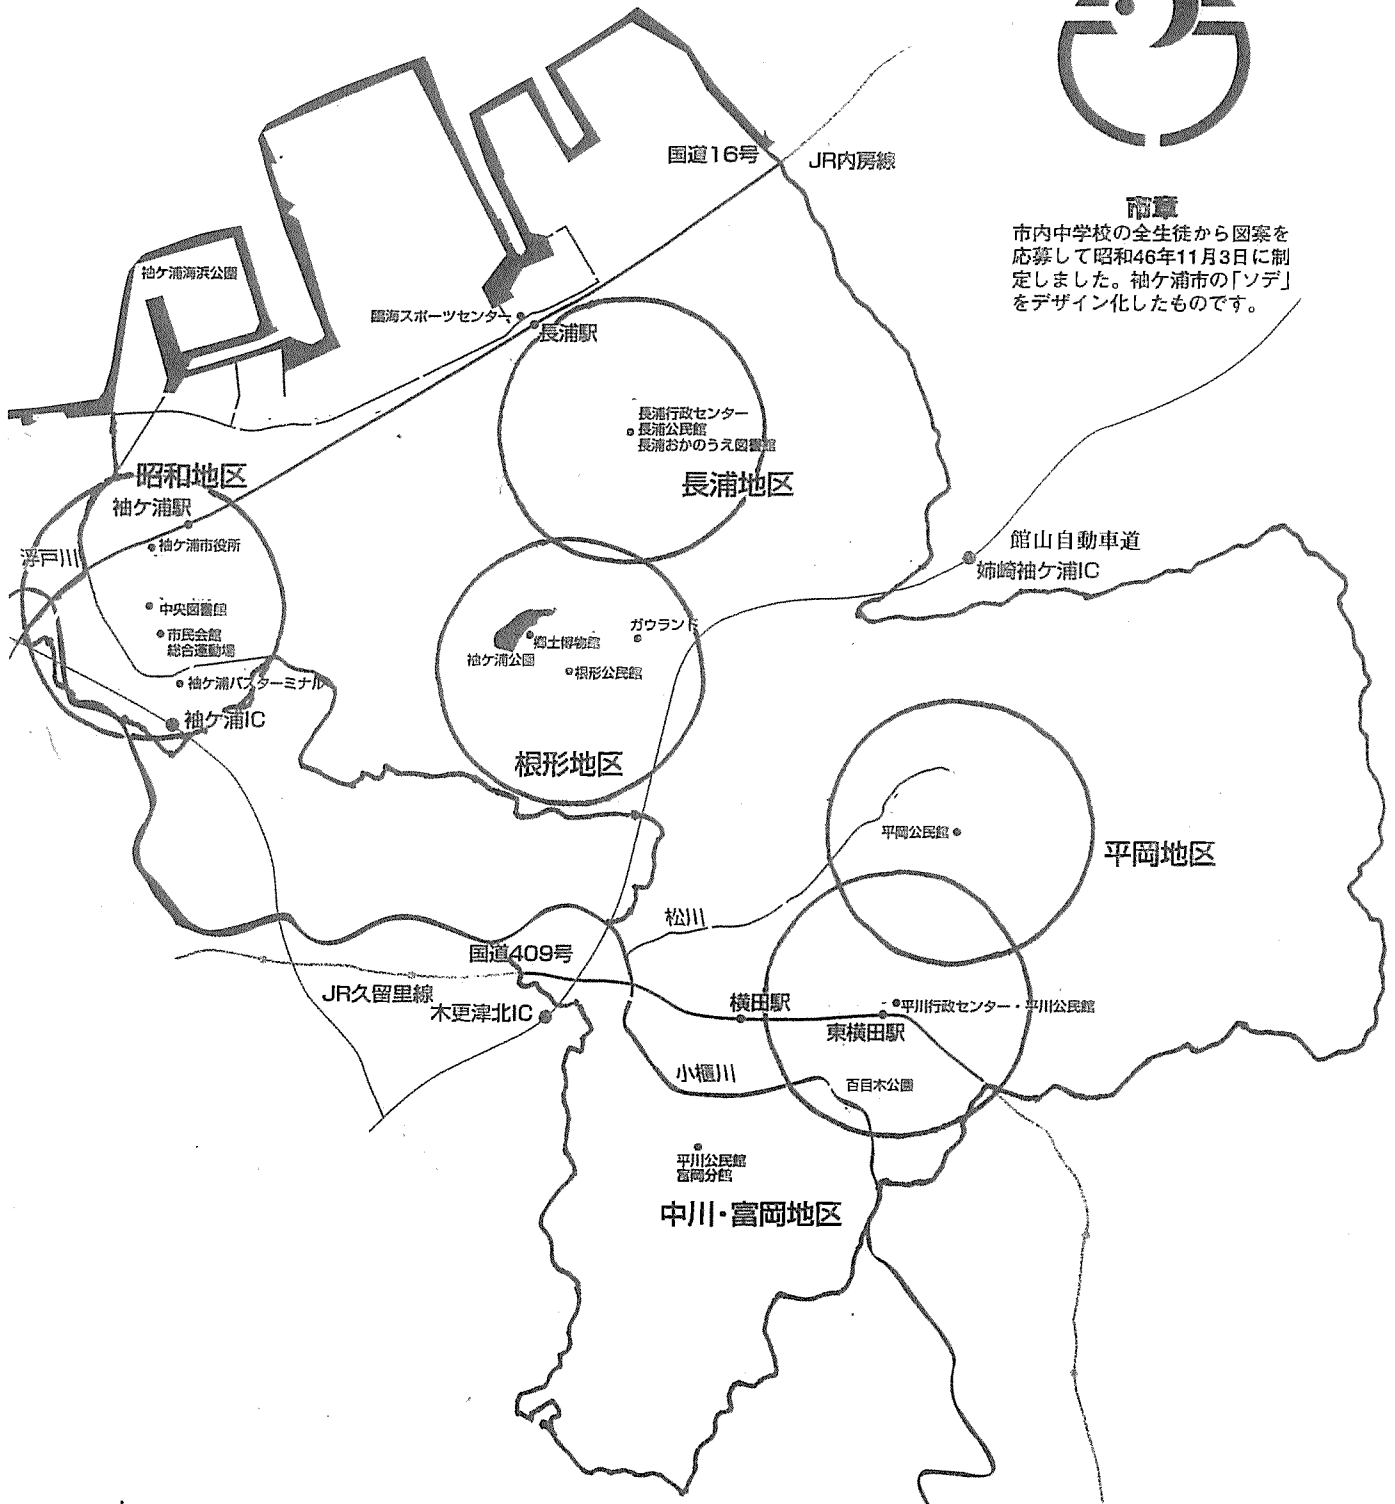 国道16号
JR内房線
市章
市内中学校の全生徒から図案を
応募して昭和46年11月3日に制
定しました。袖ケ浦市の「ソデ」
をデザイン化したものです。
袖ケ浦海浜公園
臨海スポーツセンター
長浦駅
長浦行政センター
長浦公民館
長浦おかのうえ図書館
長浦地区
昭和地区
袖ケ浦駅
袖ケ浦市役所
浮戸川
中央図書館
市民会館
総合運動場
袖ケ浦バスターミナル
袖ケ浦IC
館山自動車道
姉崎袖ケ浦IC
ガウランド
郷土博物館
袖ケ浦公園
根形公民館
根形地区
平岡公民館
平岡地区
松川
国道409号
JR久留里線
木更津北IC
横田駅
平川行政センター・平川公民館
東横田駅
小櫃川
百目木公園
平川公民館
富岡分館
中川・富岡地区